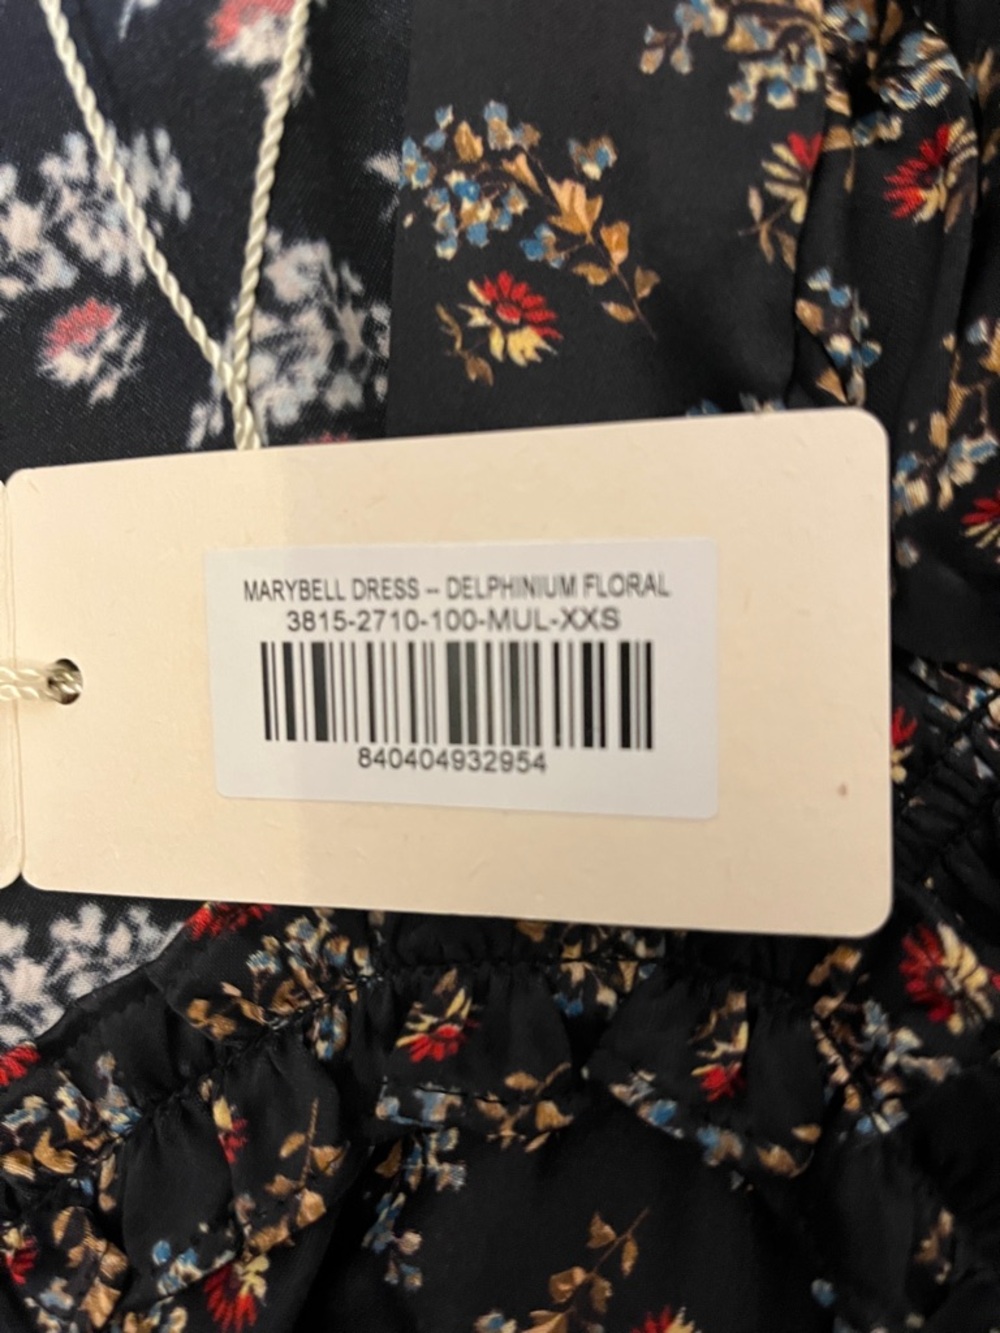 MARYBELL DRESS – DELPHINIUM FLORAL
3815-2710-100-MUL-XXS
840404932954